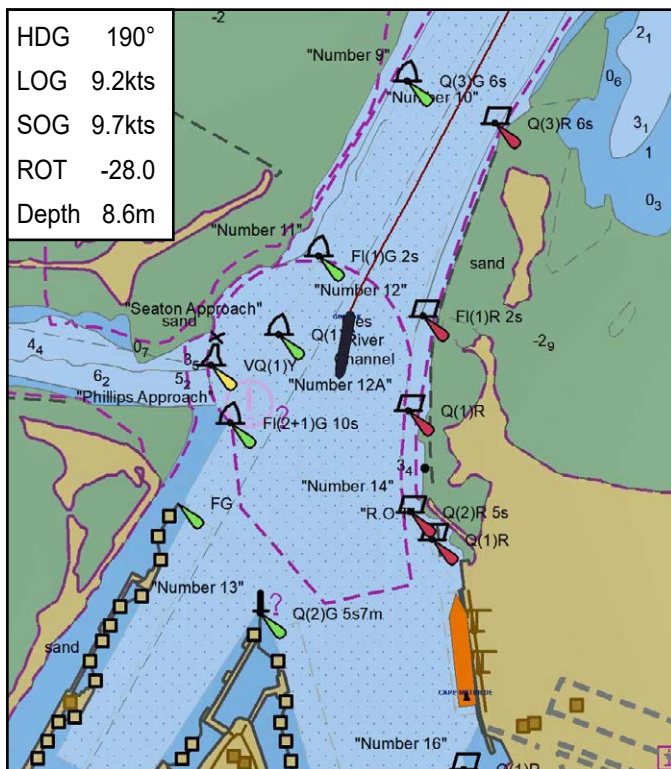 HDG 190°
LOG 9.2kts
SOG 9.7kts
ROT -28.0
Depth 8.6m
-2
2₁
"Number 9"
Q(3)G 6s
0₆
"Number 10"
Q(3)R 6s
3₁
1
0₃
"Number 11"
Fl(1)G 2s
sand
"Number 12"
"Seaton Approach"
sand
Fl(1)R 2s
Q(1)
River
Channel
-2₉
4₄
0₇
3₅
VQ(1)Y
6₂
5₂
"Number 12A"
"Phillips Approach"
Q(1)R
?
Fl(2+1)G 10s
3₄
"Number 14"
FG
"R.O
Q(2)R 5s
Q(1)R
"Number 13"
?
Q(2)G 5s7m
sand
"Number 16"
Q(1)R